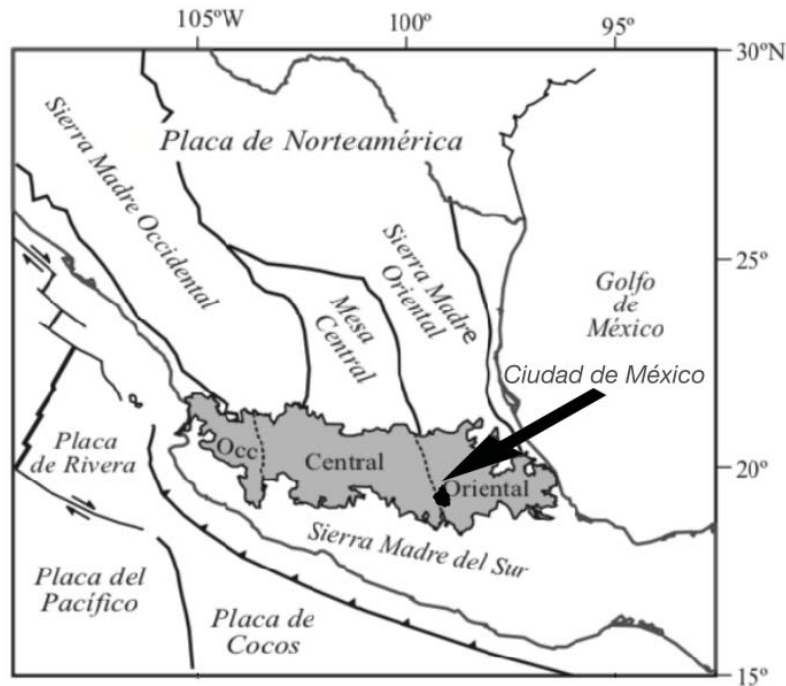 105ºW
100ºW
95ºW
30ºN
Sierra Madre Occidental
Placa de Norteamérica
Sierra Madre
Oriental
25º
Mesa
Central
Golfo
de
México
Ciudad de México
Placa
de Rivera
Occ
Central
Oriental
20º
Sierra Madre del Sur
Placa del
Pacífico
Placa de
Cocos
15º